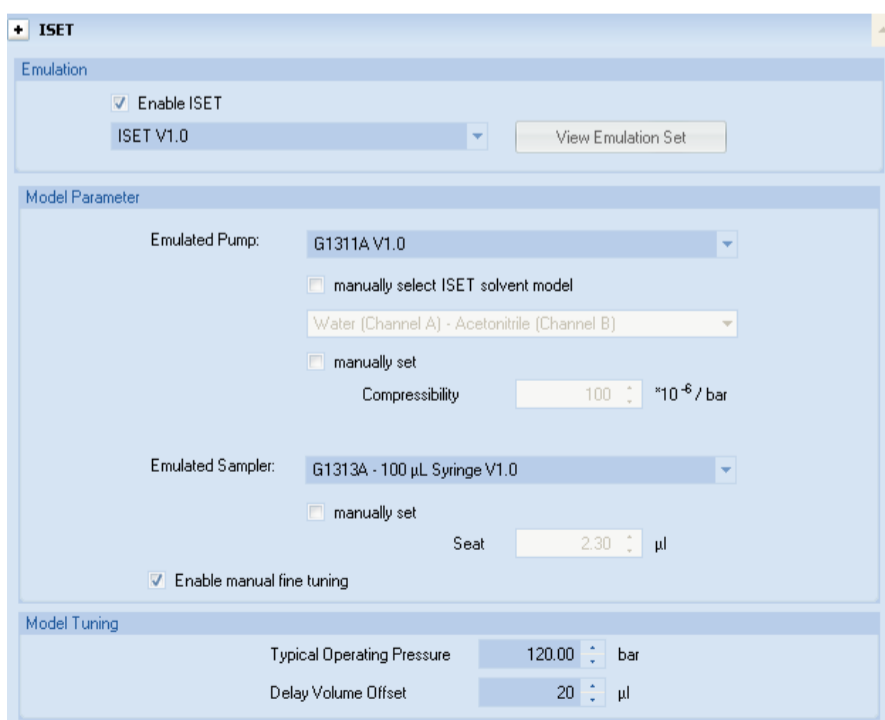 + ISET
Emulation
Enable ISET
ISET V1.0
View Emulation Set
Model Parameter
Emulated Pump:
G1311A V1.0
manually select ISET solvent model
Water (Channel A) - Acetonitrile (Channel B)
manually set
Compressibility 100 *10⁻⁶ / bar
Emulated Sampler:
G1313A - 100 µL Syringe V1.0
manually set
Seat 2.30 µl
Enable manual fine tuning
Model Tuning
Typical Operating Pressure 120.00 bar
Delay Volume Offset 20 µl